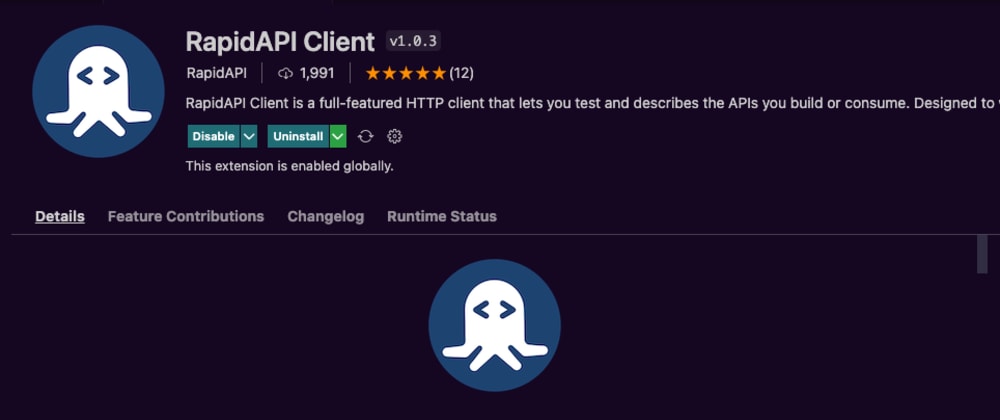 RapidAPI Client v1.0.3
RapidAPI 1,991 ★★★★★(12)
RapidAPI Client is a full-featured HTTP client that lets you test and describes the APIs you build or consume. Designed to
Disable Uninstall
This extension is enabled globally.
Details Feature Contributions Changelog Runtime Status